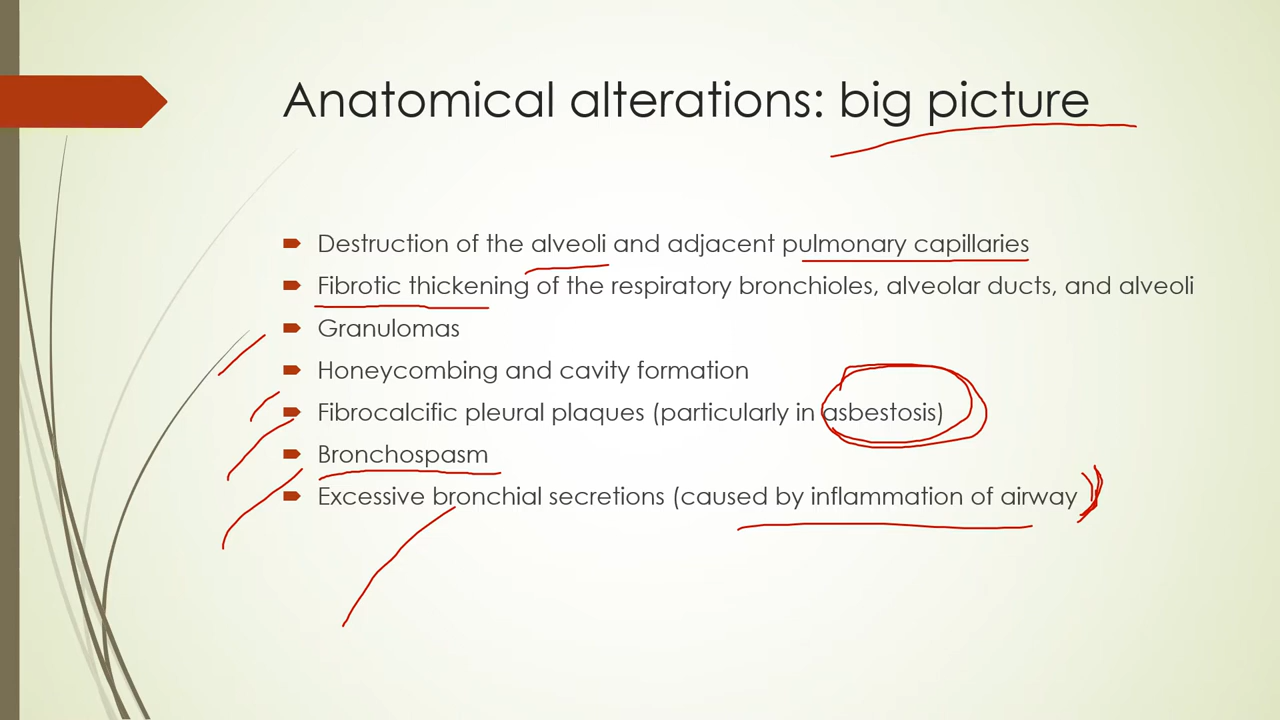 Anatomical alterations: big picture
Destruction of the alveoli and adjacent pulmonary capillaries
Fibrotic thickening of the respiratory bronchioles, alveolar ducts, and alveoli
Granulomas
Honeycombing and cavity formation
Fibrocalcific pleural plaques (particularly in asbestosis)
Bronchospasm
Excessive bronchial secretions (caused by inflammation of airway )